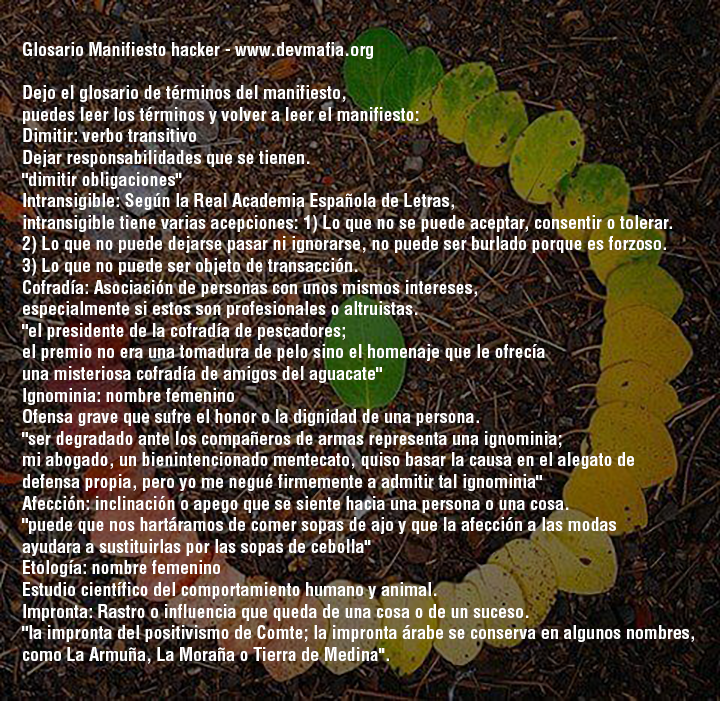 Glosario Manifiesto hacker - www.devmafia.org
Dejo el glosario de términos del manifiesto,
puedes leer los términos y volver a leer el manifiesto:
Dimitir: verbo transitivo
Dejar responsabilidades que se tienen.
"dimitir obligaciones"
Intransigible: Según la Real Academia Española de Letras,
intransigible tiene varias acepciones: 1) Lo que no se puede aceptar, consentir o tolerar.
2) Lo que no puede dejarse pasar ni ignorarse, no puede ser burlado porque es forzoso.
3) Lo que no puede ser objeto de transacción.
Cofradía: Asociación de personas con unos mismos intereses,
especialmente si estos son profesionales o altruistas.
"el presidente de la cofradía de pescadores;
el premio no era una tomadura de pelo sino el homenaje que le ofrecía
una misteriosa cofradía de amigos del aguacate"
Ignominia: nombre femenino
Ofensa grave que sufre el honor o la dignidad de una persona.
"ser degradado ante los compañeros de armas representa una ignominia;
mi abogado, un bienintencionado mentecato, quiso basar la causa en el alegato de
defensa propia, pero yo me negué firmemente a admitir tal ignominia"
Afección: inclinación o apego que se siente hacia una persona o una cosa.
"puede que nos hartáramos de comer sopas de ajo y que la afección a las modas
ayudara a sustituirlas por las sopas de cebolla"
Etología: nombre femenino
Estudio científico del comportamiento humano y animal.
Impronta: Rastro o influencia que queda de una cosa o de un suceso.
"la impronta del positivismo de Comte; la impronta árabe se conserva en algunos nombres,
como La Armuña, La Moraña o Tierra de Medina".